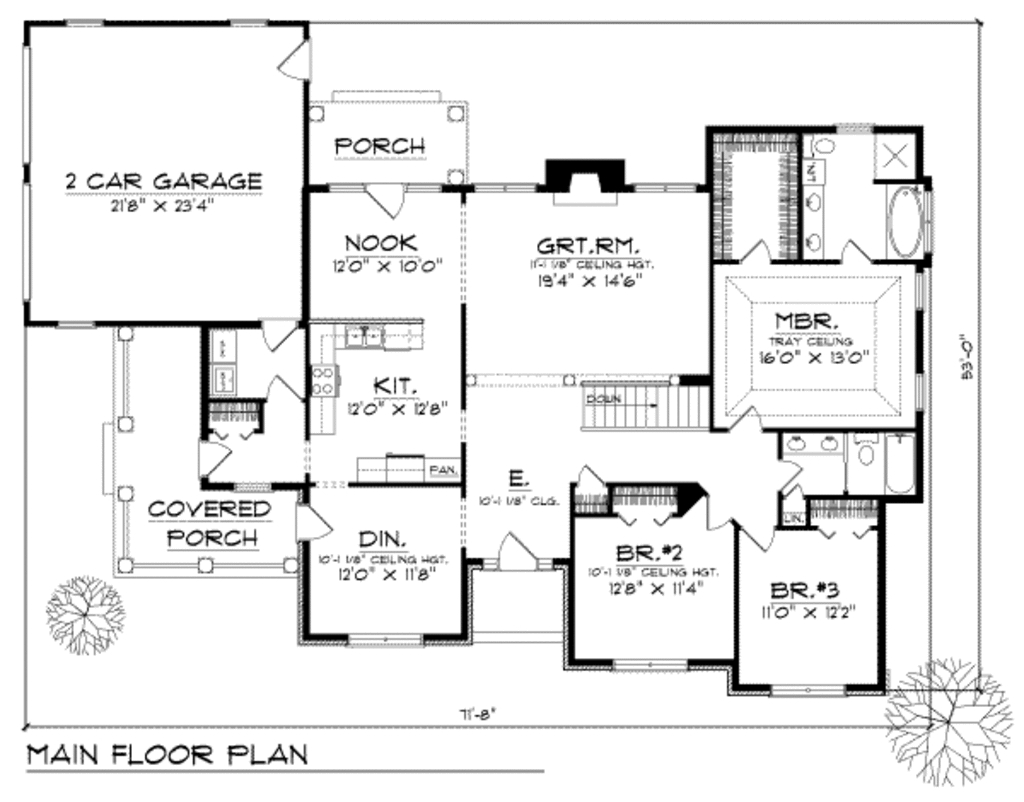 PORCH
2 CAR GARAGE
21'8" X 23'4"
LIN.
NOOK
12'0" X 10'0"
GRT.RM.
11'-1 1/8" CEILING HGT.
19'4" X 14'6"
MBR.
TRAY CEILING
16'0" X 13'0"
53'-0"
KIT.
12'0" X 12'8"
DOWN
PAN.
E.
10'-1 1/8" CLG.
COVERED
PORCH
LIN.
DIN.
10'-1 1/8" CEILING HGT.
12'0" X 11'8"
BR.#2
10'-1 1/8" CEILING HGT.
12'8" X 11'4"
BR.#3
11'0" X 12'2"
71'-8"
MAIN FLOOR PLAN